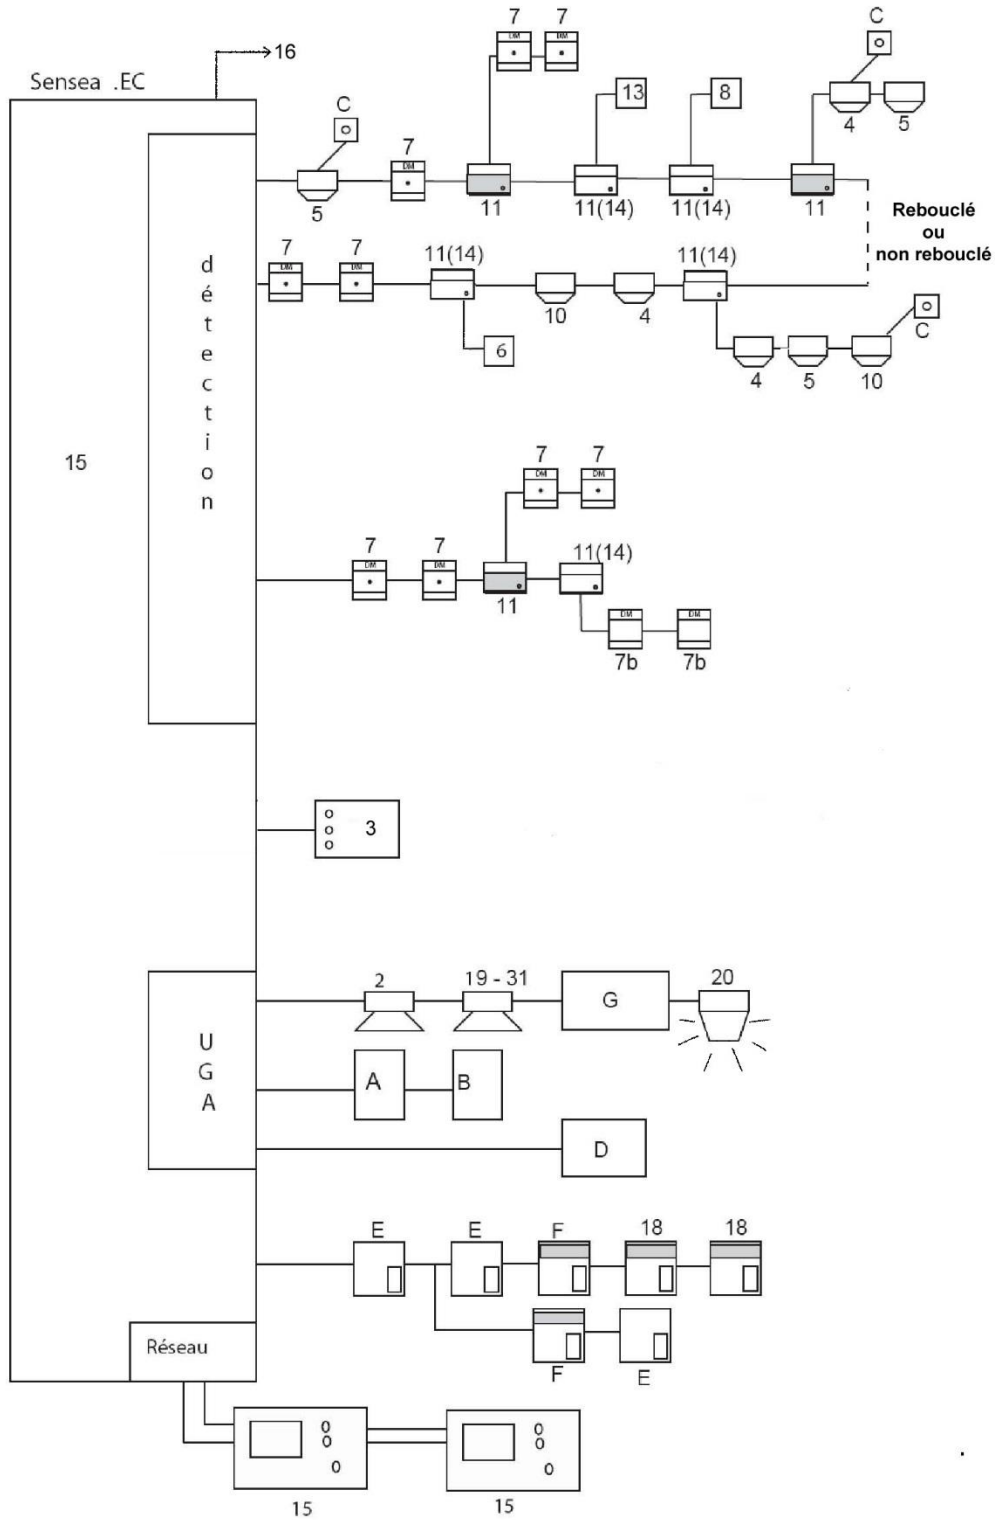 7 7
DM DM
16
C
Sensea .EC
13
8
4 5
C
7
DM
5
11
11(14)
11(14)
11
Rebouclé
ou
non rebouclé
7 7
DM DM
11(14)
11(14)
10
4
C
6
4 5 10
détection
15
7 7
DM DM
7 7
DM DM
11(14)
11
DM DM
7b 7b
3
2
19 - 31
G
20
UGA
A
B
D
E E F 18 18
F E
Réseau
15
15